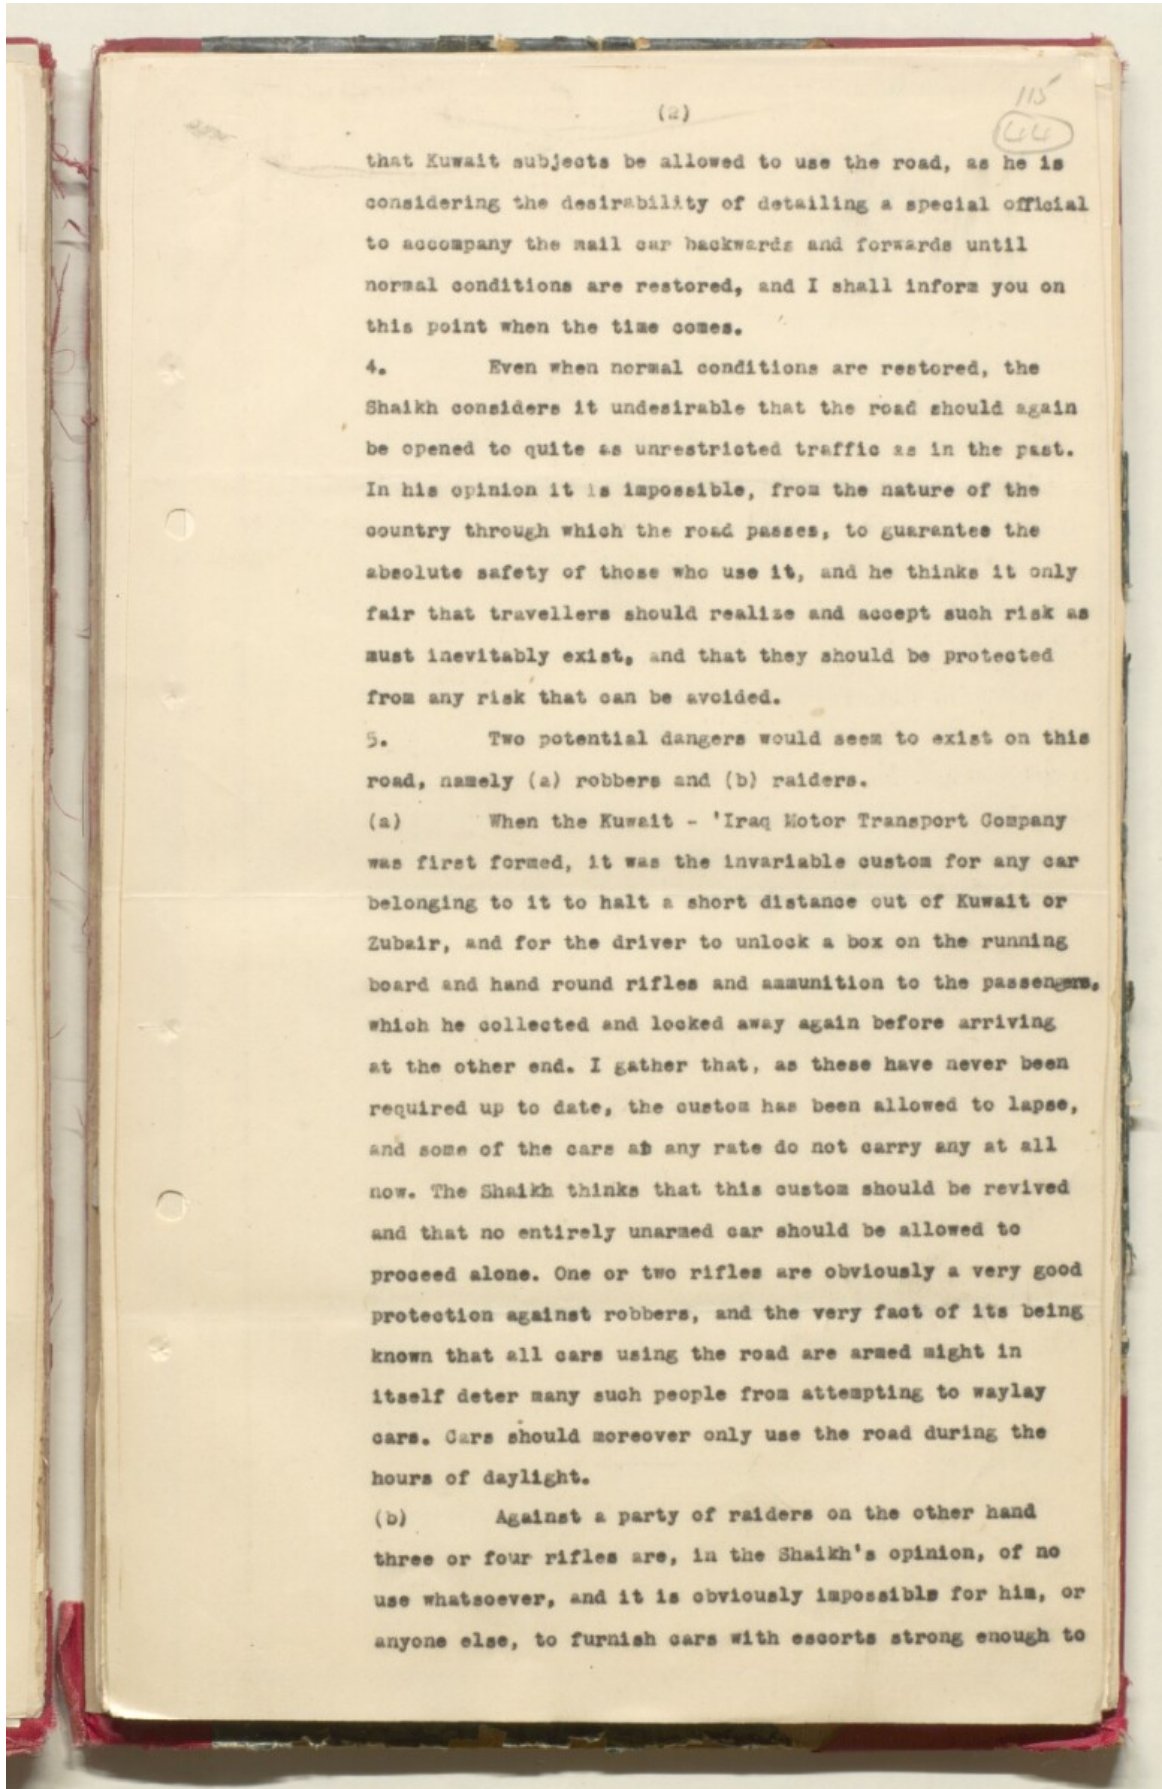 115
(2)
44
that Kuwait subjects be allowed to use the road, as he is
considering the desirability of detailing a special official
to accompany the mail car backwards and forwards until
normal conditions are restored, and I shall inform you on
this point when the time comes.
4. Even when normal conditions are restored, the
Shaikh considers it undesirable that the road should again
be opened to quite as unrestricted traffic as in the past.
In his opinion it is impossible, from the nature of the
country through which the road passes, to guarantee the
absolute safety of those who use it, and he thinks it only
fair that travellers should realize and accept such risk as
must inevitably exist, and that they should be protected
from any risk that can be avoided.
5. Two potential dangers would seem to exist on this
road, namely (a) robbers and (b) raiders.
(a) When the Kuwait - 'Iraq Motor Transport Company
was first formed, it was the invariable custom for any car
belonging to it to halt a short distance out of Kuwait or
Zubair, and for the driver to unlock a box on the running
board and hand round rifles and ammunition to the passengers,
which he collected and locked away again before arriving
at the other end. I gather that, as these have never been
required up to date, the custom has been allowed to lapse,
and some of the cars at any rate do not carry any at all
now. The Shaikh thinks that this custom should be revived
and that no entirely unarmed car should be allowed to
proceed alone. One or two rifles are obviously a very good
protection against robbers, and the very fact of its being
known that all cars using the road are armed might in
itself deter many such people from attempting to waylay
cars. Cars should moreover only use the road during the
hours of daylight.
(b) Against a party of raiders on the other hand
three or four rifles are, in the Shaikh's opinion, of no
use whatsoever, and it is obviously impossible for him, or
anyone else, to furnish cars with escorts strong enough to